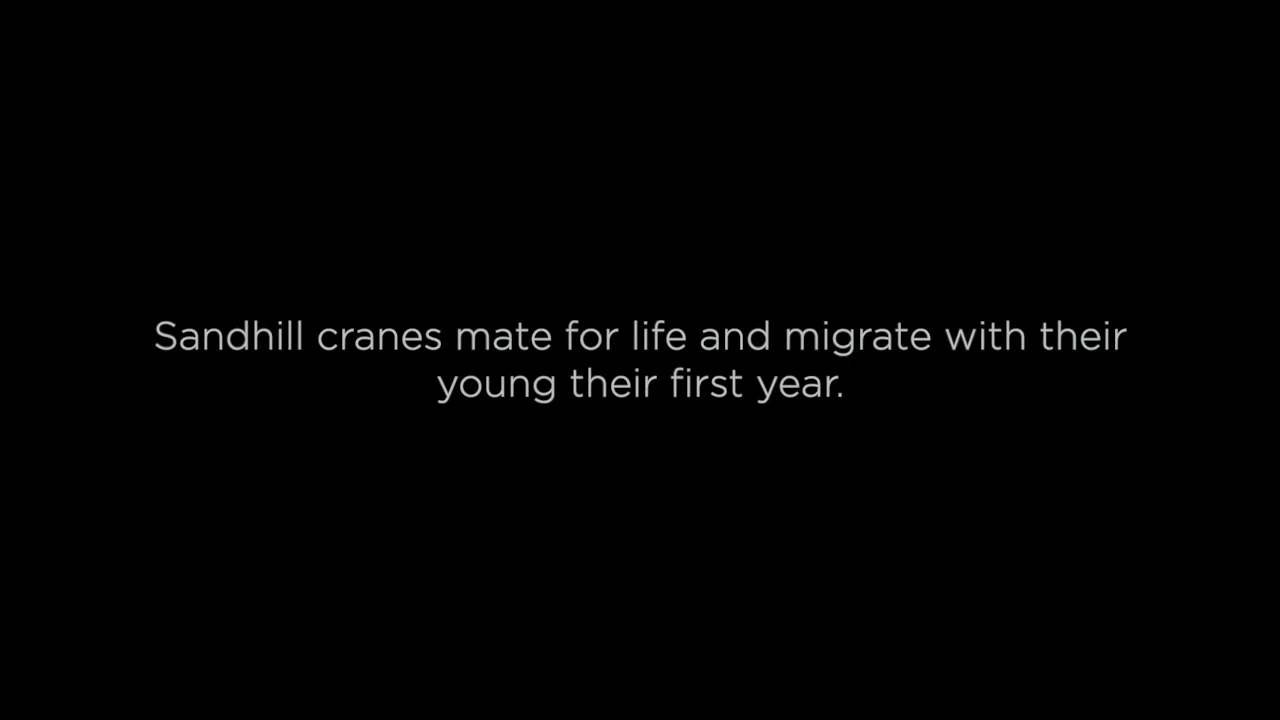 Sandhill cranes mate for life and migrate with their
young their first year.